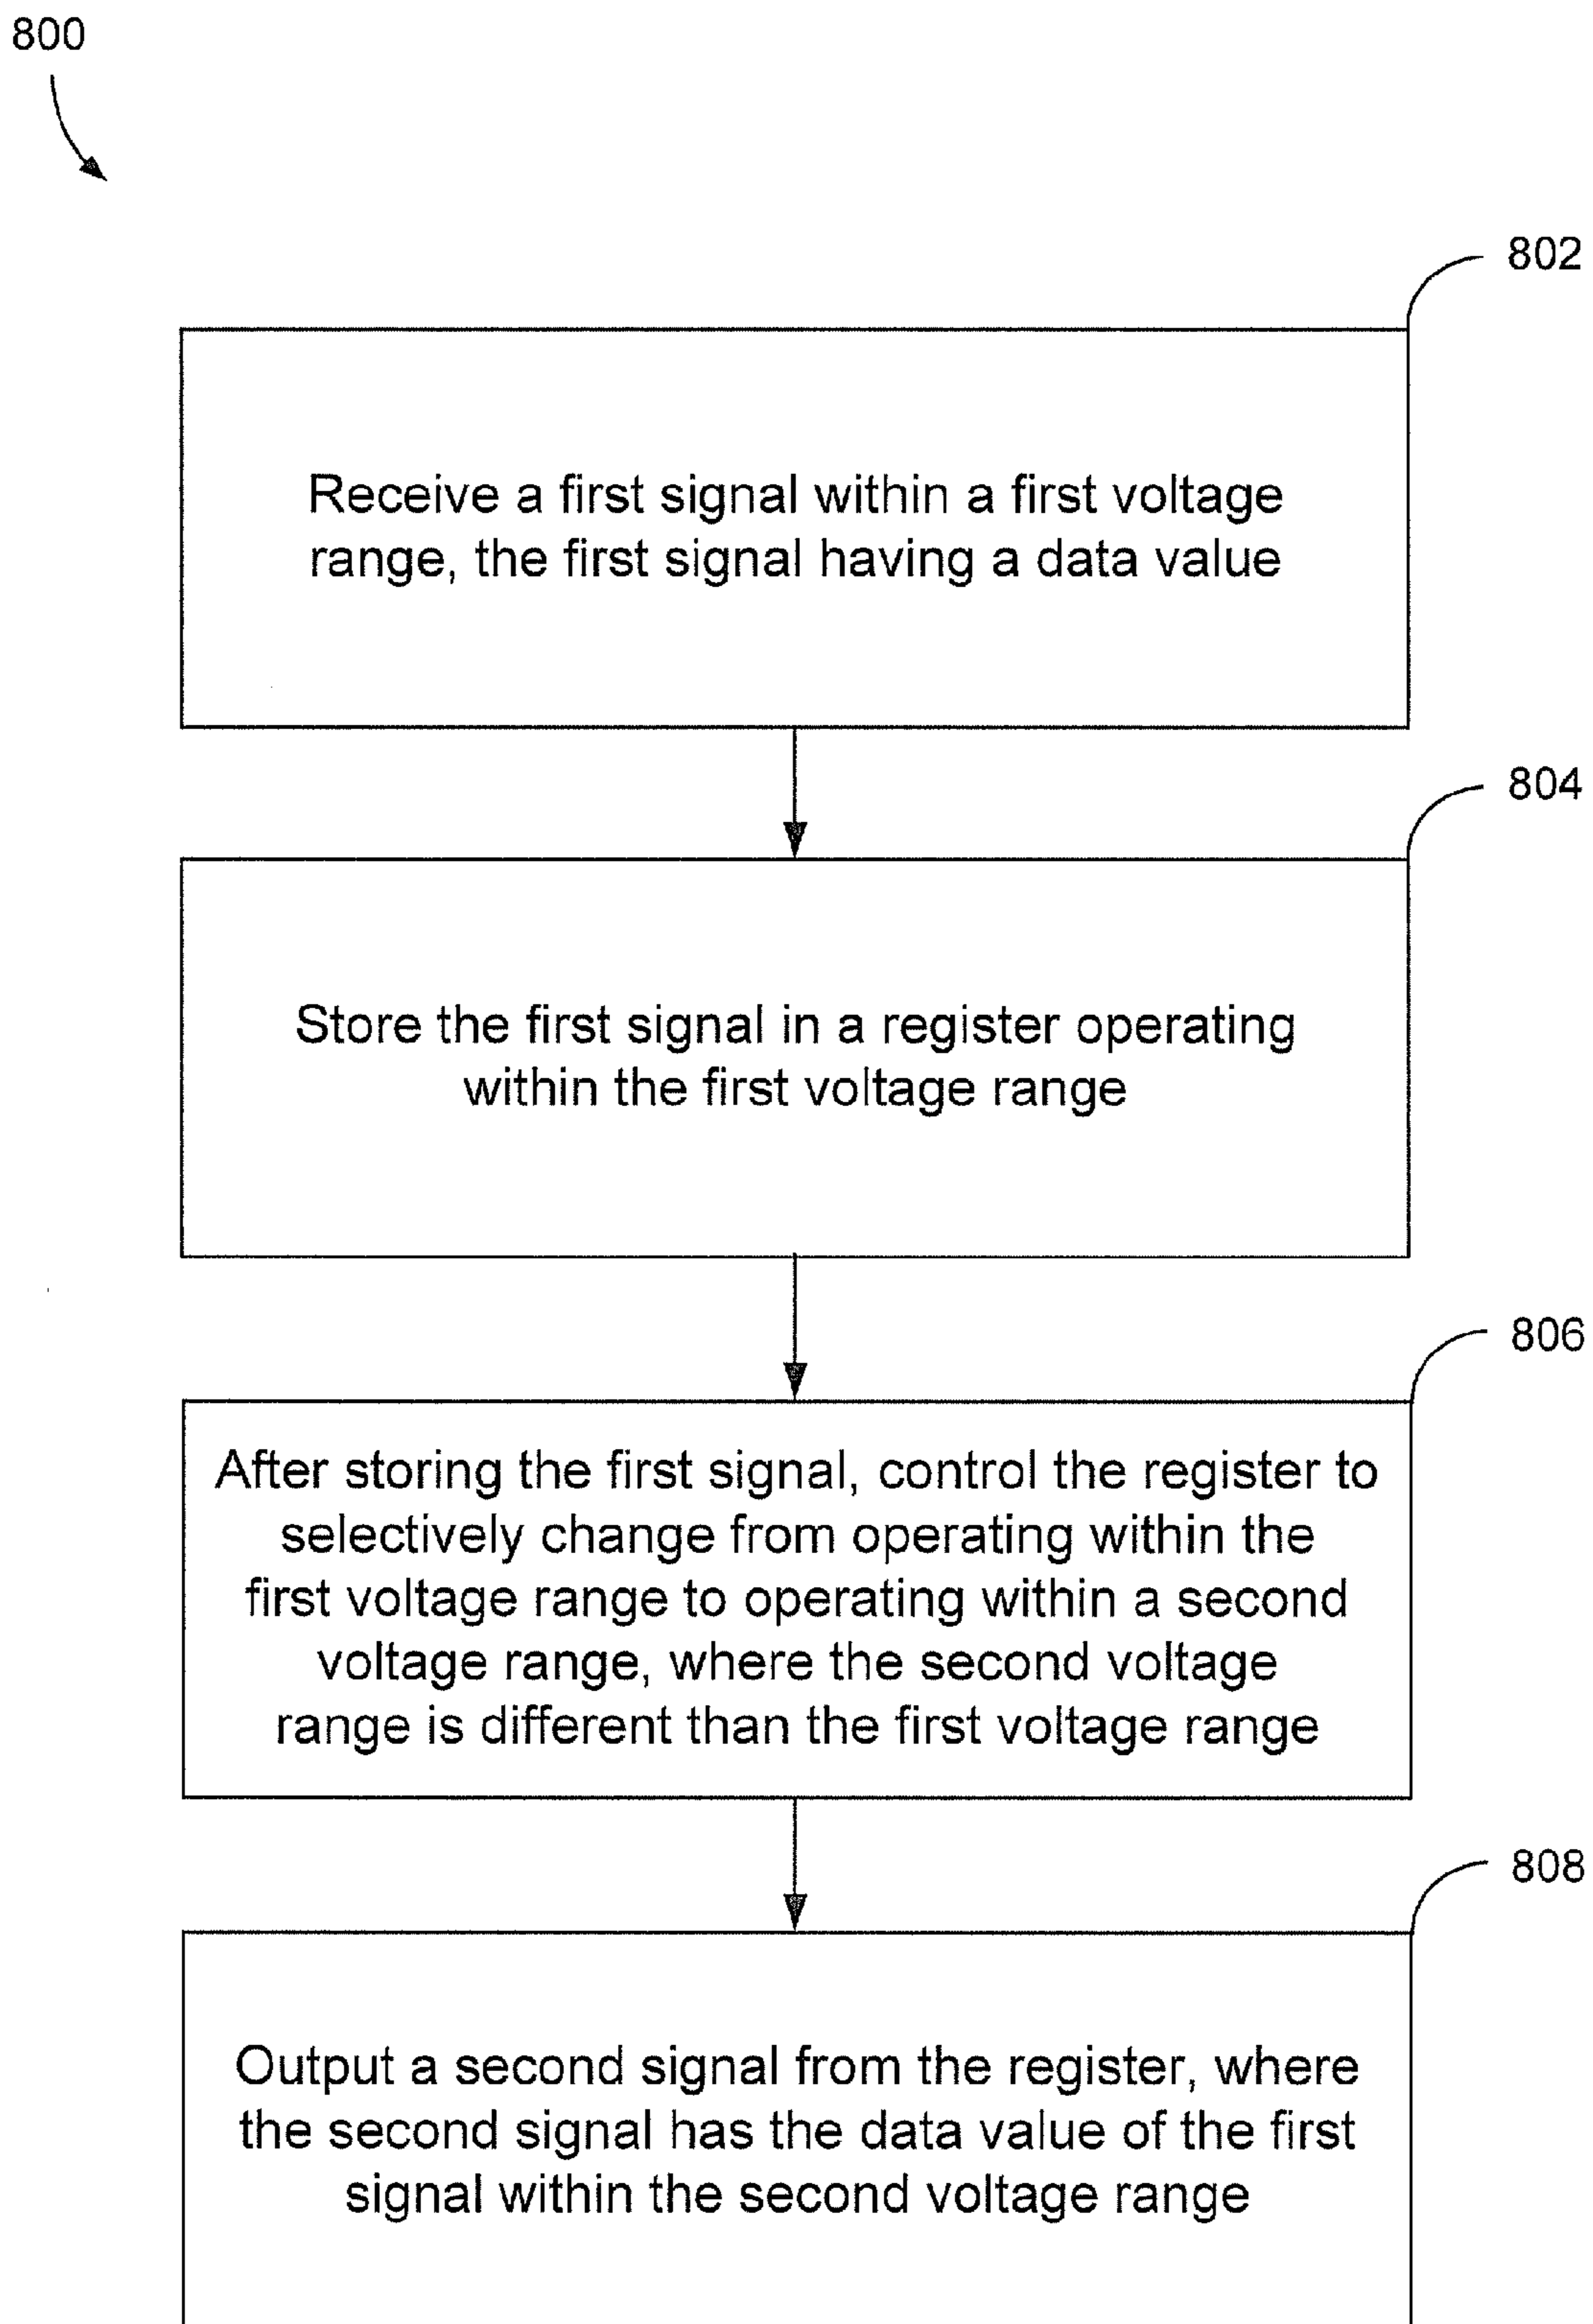 800
802
Receive a first signal within a first voltage
range, the first signal having a data value
804
Store the first signal in a register operating
within the first voltage range
806
After storing the first signal, control the register to
selectively change from operating within the
first voltage range to operating within a second
voltage range, where the second voltage
range is different than the first voltage range
808
Output a second signal from the register, where
the second signal has the data value of the first
signal within the second voltage range